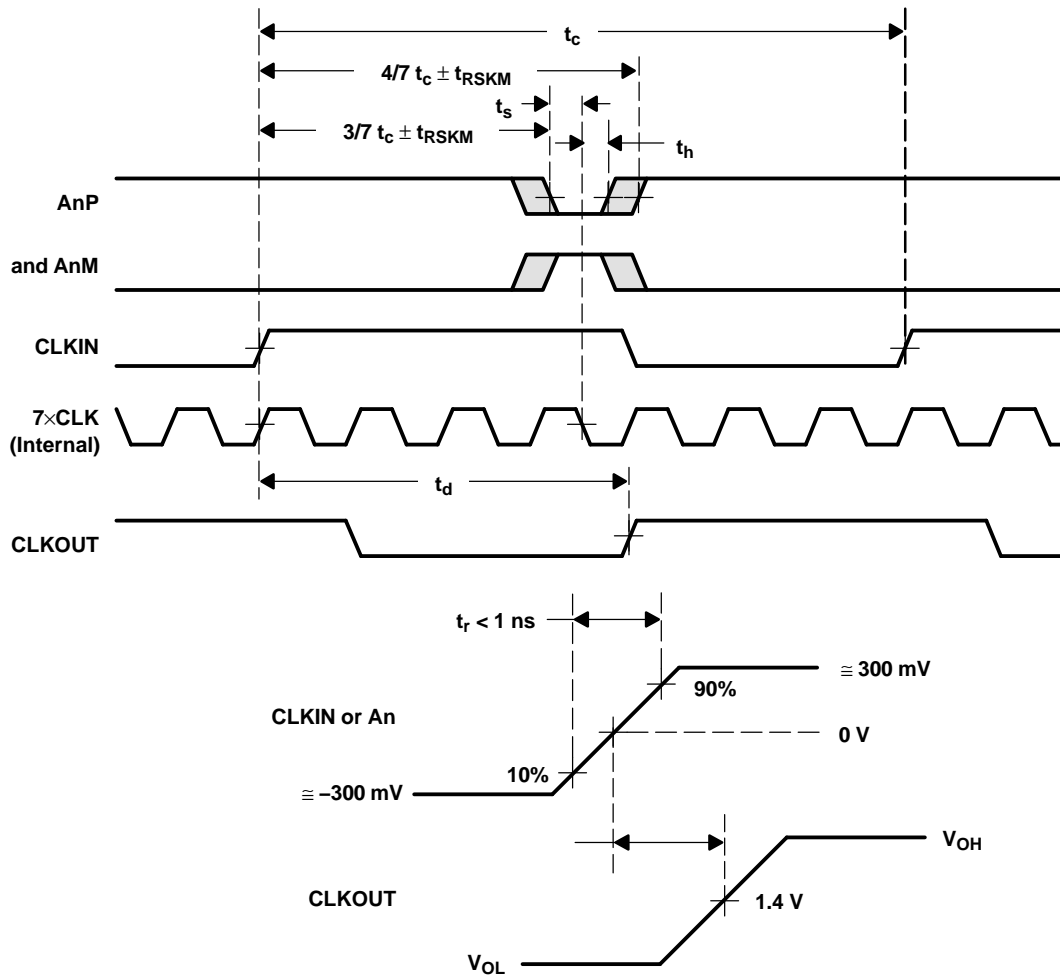 t_c
4/7 t_c ± t_RSKM
t_s
3/7 t_c ± t_RSKM
t_h
AnP
and AnM
CLKIN
7×CLK
(Internal)
t_d
CLKOUT
t_r < 1 ns
≅ 300 mV
90%
CLKIN or An
0 V
10%
≅ –300 mV
V_OH
CLKOUT
1.4 V
V_OL